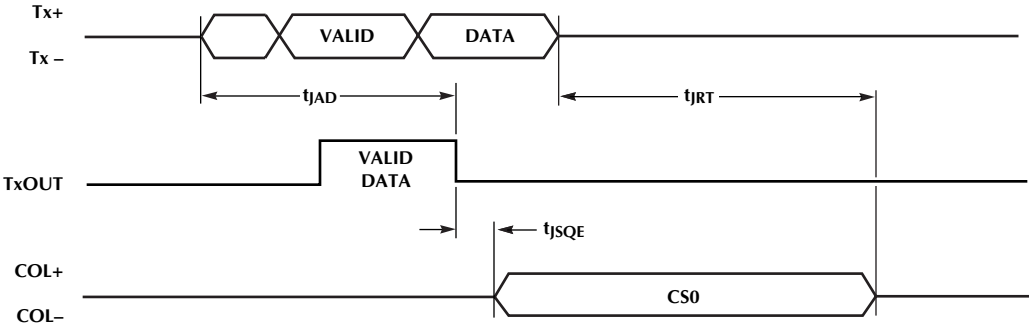 Tx+
VALID DATA
Tx –
tJAD
tJRT
VALID
DATA
TxOUT
tJSQE
COL+
CS0
COL–